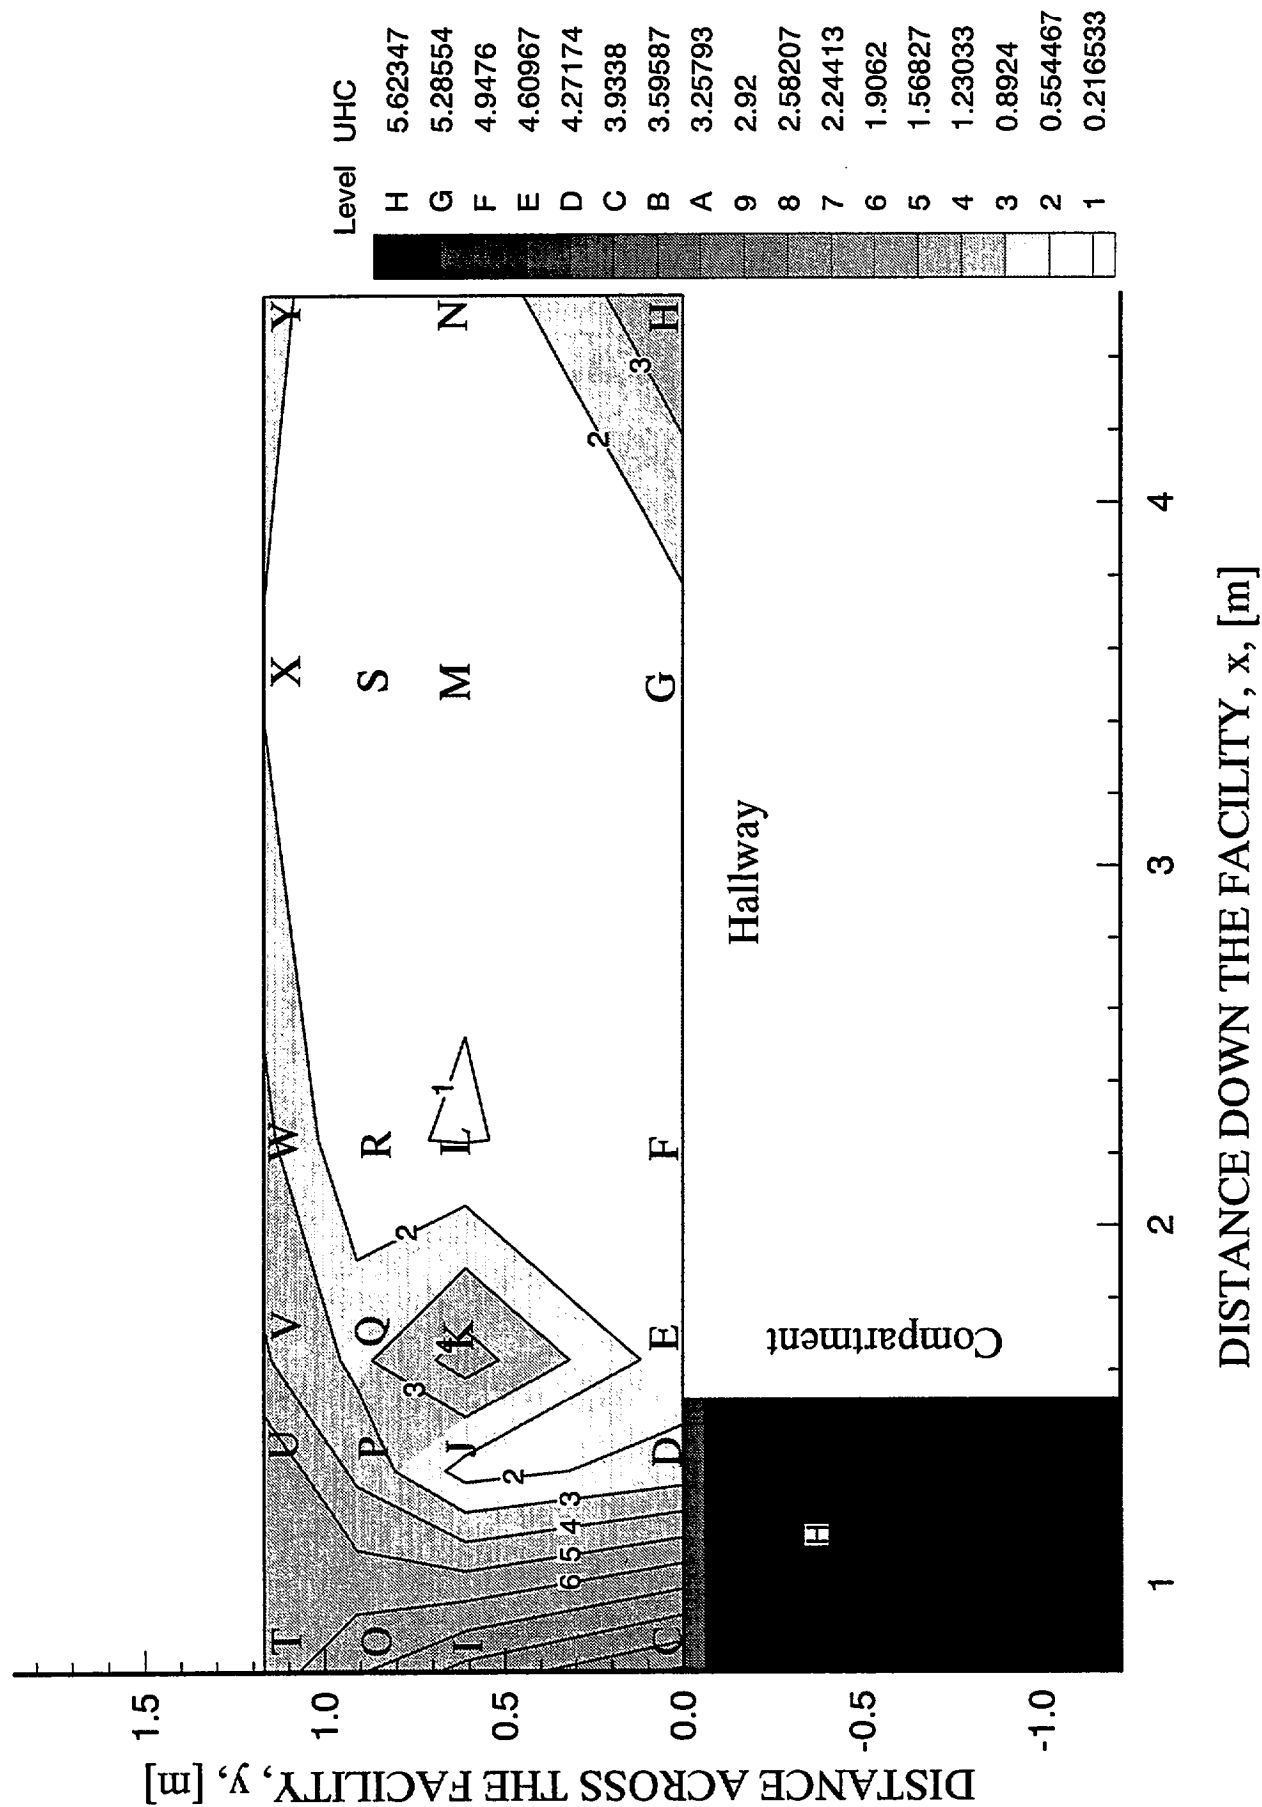 Level UHC
H 5.62347
G 5.28554
F 4.9476
E 4.60967
D 4.27174
C 3.9338
B 3.59587
A 3.25793
9 2.92
8 2.58207
7 2.24413
6 1.9062
5 1.56827
4 1.23033
3 0.8924
2 0.554467
1 0.216533
DISTANCE ACROSS THE FACILITY, y, [m]
1.5
1.0
0.5
0.0
-0.5
-1.0
T U V W X Y
O P Q R S
I J K L M N
C D E F G H
2
3
4
5
6
3
4
2
1
2
3
Hallway
Compartment
H
1 2 3 4
DISTANCE DOWN THE FACILITY, x, [m]